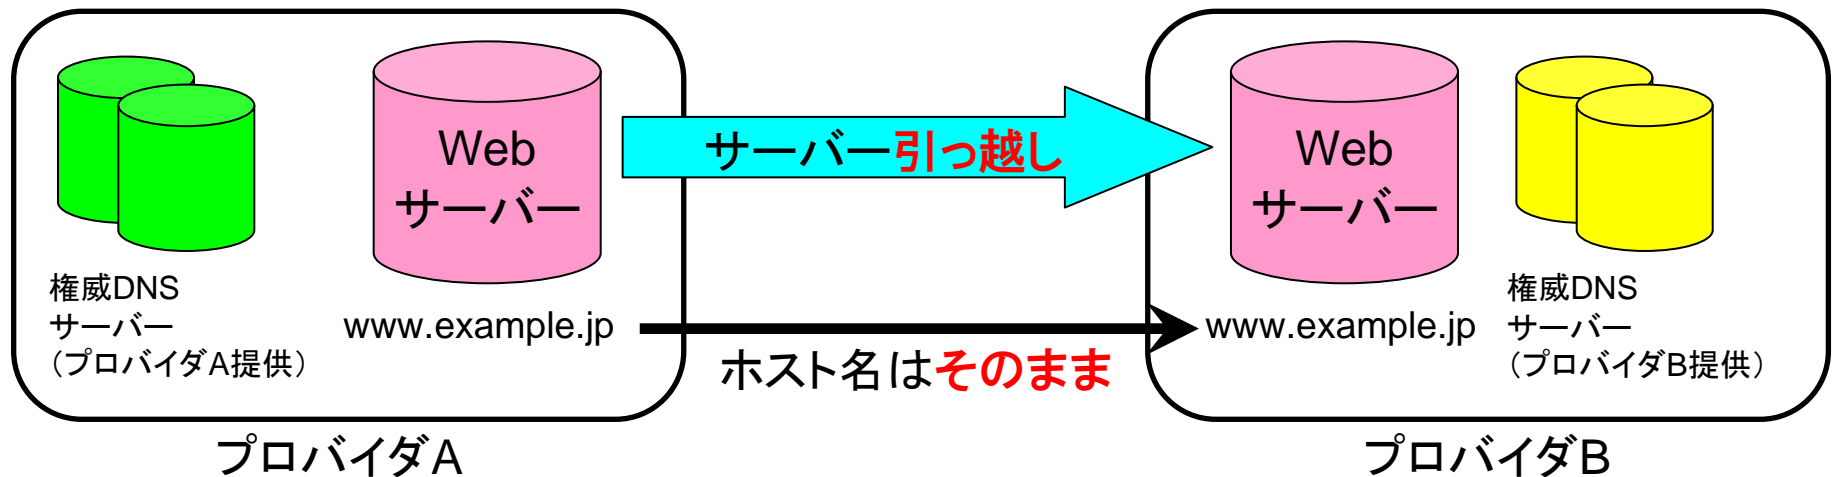 Web
サーバー
権威DNS
サーバー
（プロバイダA提供）
www.example.jp
プロバイダA
サーバー引っ越し
ホスト名はそのまま
Web
サーバー
www.example.jp
権威DNS
サーバー
（プロバイダB提供）
プロバイダB